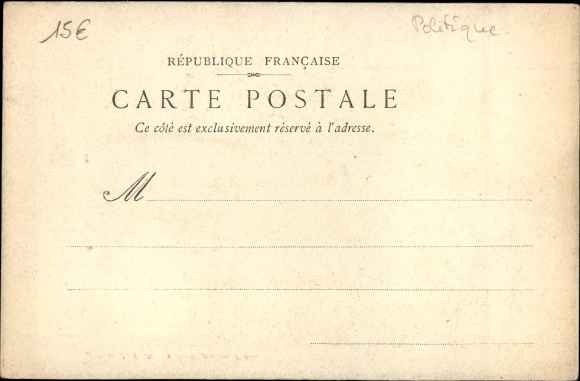 15€
Politique
RÉPUBLIQUE FRANÇAISE
CARTE POSTALE
Ce côté est exclusivement réservé à l'adresse.
M